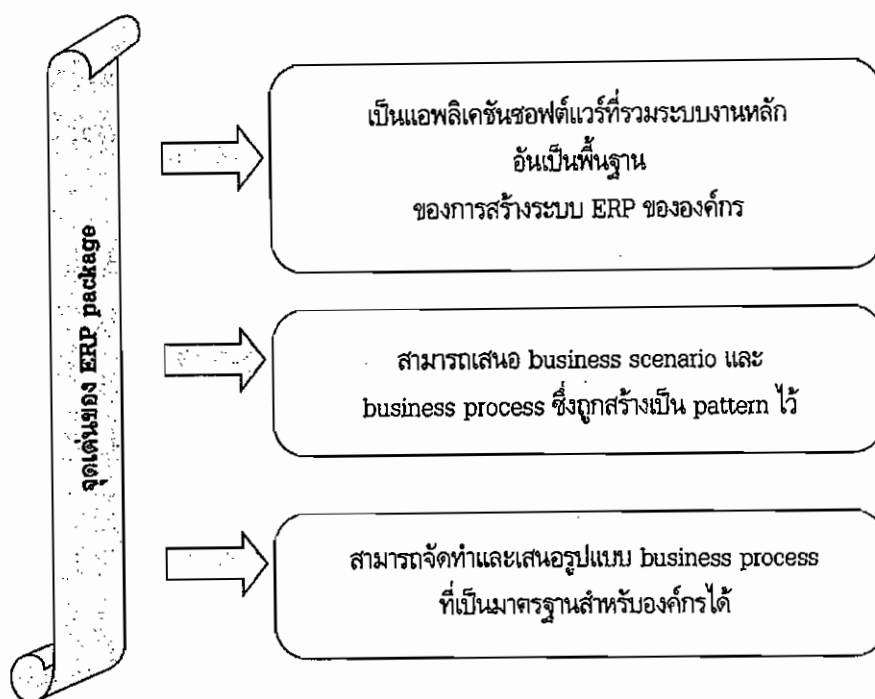 จุดเด่นของ ERP package
เป็นแอพลิเคชันซอฟต์แวร์ที่รวมระบบงานหลัก
อันเป็นพื้นฐาน
ของการสร้างระบบ ERP ขององค์กร
สามารถเสนอ business scenario และ
business process ซึ่งถูกสร้างเป็น pattern ไว้
สามารถจัดทำและเสนอรูปแบบ business process
ที่เป็นมาตรฐานสำหรับองค์กรได้